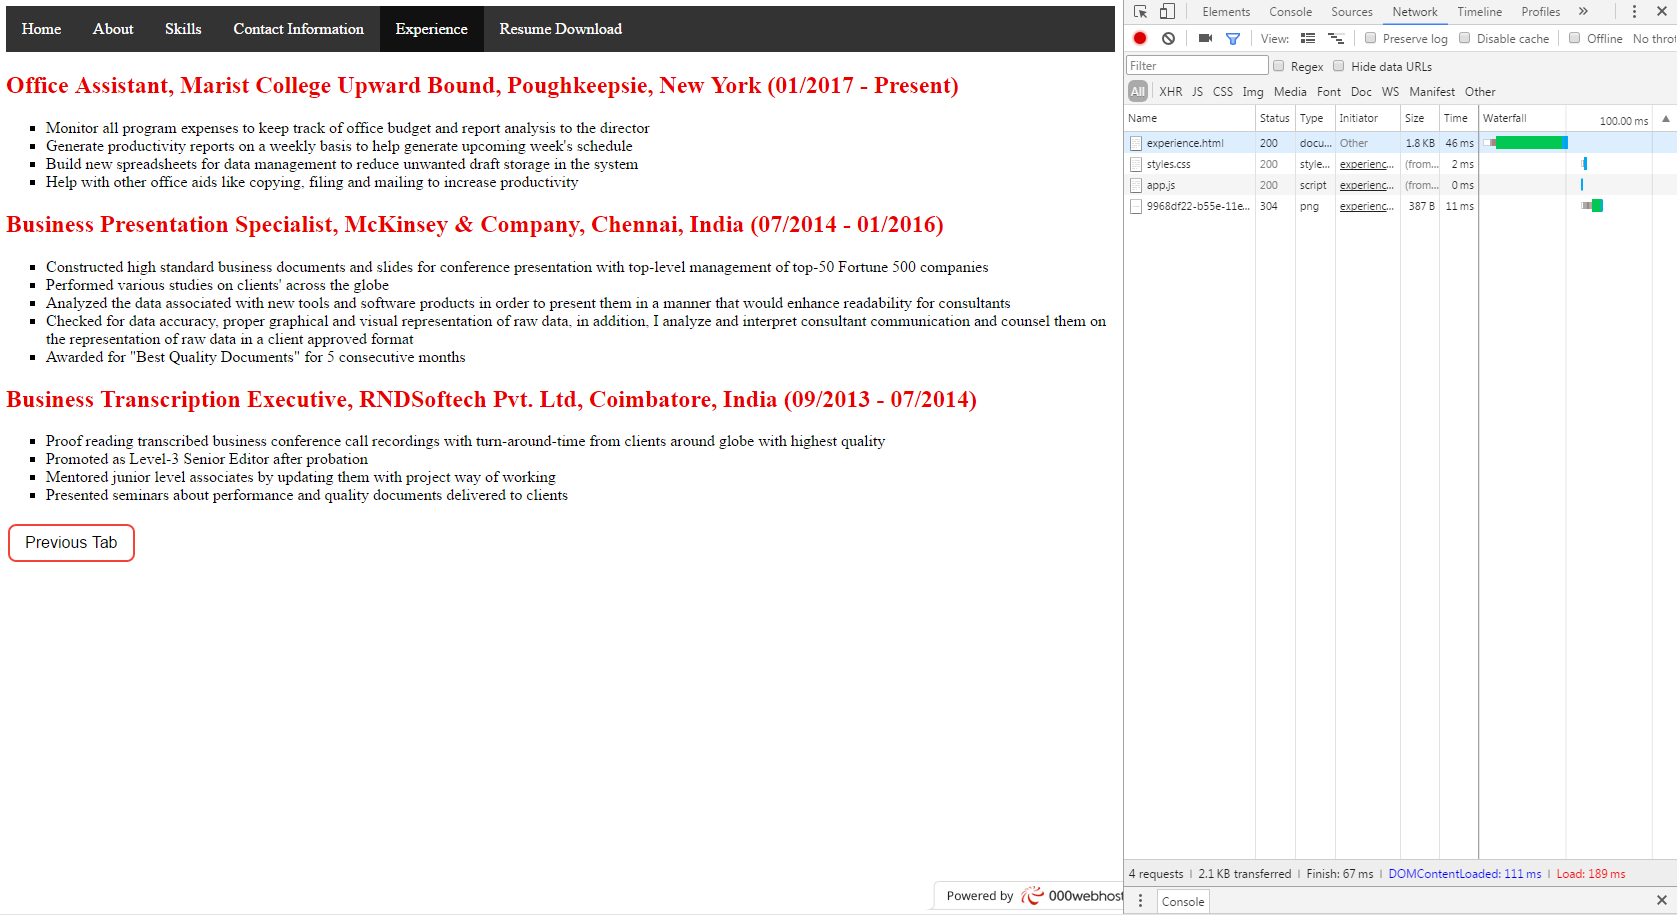 Home About Skills Contact Information Experience Resume Download
Office Assistant, Marist College Upward Bound, Poughkeepsie, New York (01/2017 - Present)
Monitor all program expenses to keep track of office budget and report analysis to the director
Generate productivity reports on a weekly basis to help generate upcoming week's schedule
Build new spreadsheets for data management to reduce unwanted draft storage in the system
Help with other office aids like copying, filing and mailing to increase productivity
Business Presentation Specialist, McKinsey & Company, Chennai, India (07/2014 - 01/2016)
Constructed high standard business documents and slides for conference presentation with top-level management of top-50 Fortune 500 companies
Performed various studies on clients' across the globe
Analyzed the data associated with new tools and software products in order to present them in a manner that would enhance readability for consultants
Checked for data accuracy, proper graphical and visual representation of raw data, in addition, I analyze and interpret consultant communication and counsel them on
the representation of raw data in a client approved format
Awarded for "Best Quality Documents" for 5 consecutive months
Business Transcription Executive, RNDSoftech Pvt. Ltd, Coimbatore, India (09/2013 - 07/2014)
Proof reading transcribed business conference call recordings with turn-around-time from clients around globe with highest quality
Promoted as Level-3 Senior Editor after probation
Mentored junior level associates by updating them with project way of working
Presented seminars about performance and quality documents delivered to clients
Previous Tab
Powered by 000webhost
Elements Console Sources Network Timeline Profiles »
View: Preserve log Disable cache Offline No thro
Filter Regex Hide data URLs
All XHR JS CSS Img Media Font Doc WS Manifest Other
Name Status Type Initiator Size Time Waterfall 100.00 ms
experience.html 200 docu... Other 1.8 KB 46 ms
styles.css 200 style... experienc... (from... 2 ms
app.js 200 script experienc... (from... 0 ms
9968df22-b55e-11e... 304 png experienc... 387 B 11 ms
4 requests | 2.1 KB transferred | Finish: 67 ms | DOMContentLoaded: 111 ms | Load: 189 ms
Console